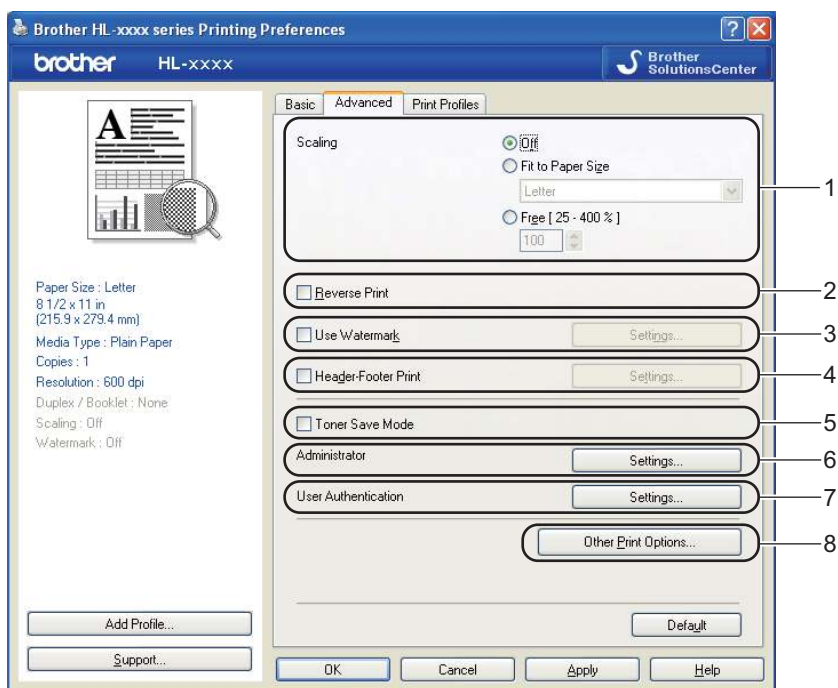 Brother HL-xxxx series Printing Preferences
brother HL-xxxx
Brother
SolutionsCenter
Basic Advanced Print Profiles
A
Scaling
Off
Fit to Paper Size
Letter
Free [ 25 - 400 % ]
100
1
Paper Size : Letter
8 1/2 x 11 in
(215.9 x 279.4 mm)
Media Type : Plain Paper
Copies : 1
Resolution : 600 dpi
Duplex / Booklet : None
Scaling : Off
Watermark : Off
Reverse Print 2
Use Watermark Settings... 3
Header-Footer Print Settings... 4
Toner Save Mode 5
Administrator Settings... 6
User Authentication Settings... 7
Other Print Options... 8
Add Profile...
Support...
Default
OK Cancel Apply Help